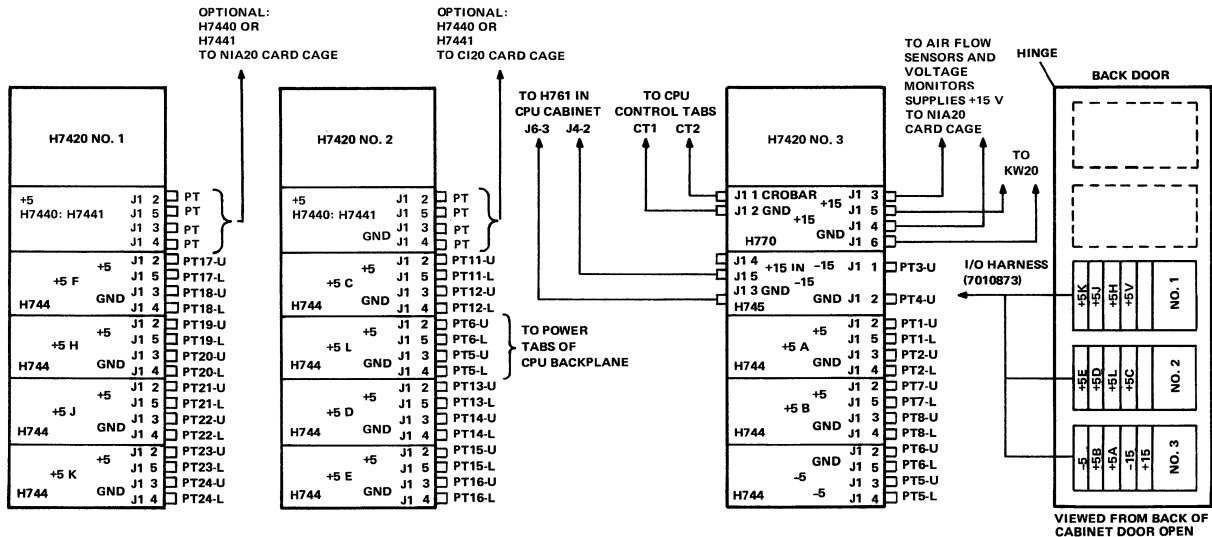 OPTIONAL:
H7440 OR
H7441
TO NIA20 CARD CAGE
OPTIONAL:
H7440 OR
H7441
TO CI20 CARD CAGE
TO H761 IN
CPU CABINET
J6-3 J4-2
TO CPU
CONTROL TABS
CT1 CT2
TO AIR FLOW
SENSORS AND
VOLTAGE
MONITORS
SUPPLIES +15 V
TO NIA20
CARD CAGE
HINGE
BACK DOOR
TO
KW20
H7420 NO. 1
+5
H7440: H7441
J1 2 PT
J1 5 PT
J1 3 PT
J1 4 PT
+5 J1 2 PT17-U
+5 F J1 5 PT17-L
GND J1 3 PT18-U
H744 J1 4 PT18-L
+5 J1 2 PT19-U
+5 H J1 5 PT19-L
GND J1 3 PT20-U
H744 J1 4 PT20-L
+5 J1 2 PT21-U
+5 J J1 5 PT21-L
GND J1 3 PT22-U
H744 J1 4 PT22-L
+5 J1 2 PT23-U
+5 K J1 5 PT23-L
GND J1 3 PT24-U
H744 J1 4 PT24-L
H7420 NO. 2
+5
H7440: H7441
J1 2 PT
J1 5 PT
J1 3 PT
GND J1 4 PT
+5 J1 2 PT11-U
+5 C J1 5 PT11-L
GND J1 3 PT12-U
H744 J1 4 PT12-L
+5 J1 2 PT6-U
+5 L J1 5 PT6-L
GND J1 3 PT5-U
H744 J1 4 PT5-L
TO POWER
TABS OF
CPU BACKPLANE
+5 J1 2 PT13-U
+5 D J1 5 PT13-L
GND J1 3 PT14-U
H744 J1 4 PT14-L
+5 J1 2 PT15-U
+5 E J1 5 PT15-L
GND J1 3 PT16-U
H744 J1 4 PT16-L
H7420 NO. 3
J1 1 CROBAR J1 3
J1 2 GND +15 J1 5
+15 GND J1 4
H770 J1 6
J1 4
J1 5 +15 IN -15 J1 1 PT3-U
J1 3 GND -15
H745 GND J1 2 PT4-U
+5 J1 2 PT1-U
+5 A J1 5 PT1-L
GND J1 3 PT2-U
H744 J1 4 PT2-L
+5 J1 2 PT7-U
+5 B J1 5 PT7-L
GND J1 3 PT8-U
H744 J1 4 PT8-L
GND J1 2 PT6-U
J1 5 PT6-L
-5 J1 3 PT5-U
H744 -5 J1 4 PT5-L
I/O HARNESS
(7010873)
+5K +5J +5H +5V NO. 1
+5E +5D +5L +5C NO. 2
-5 +5B +5A -15 +15 NO. 3
VIEWED FROM BACK OF
CABINET DOOR OPEN